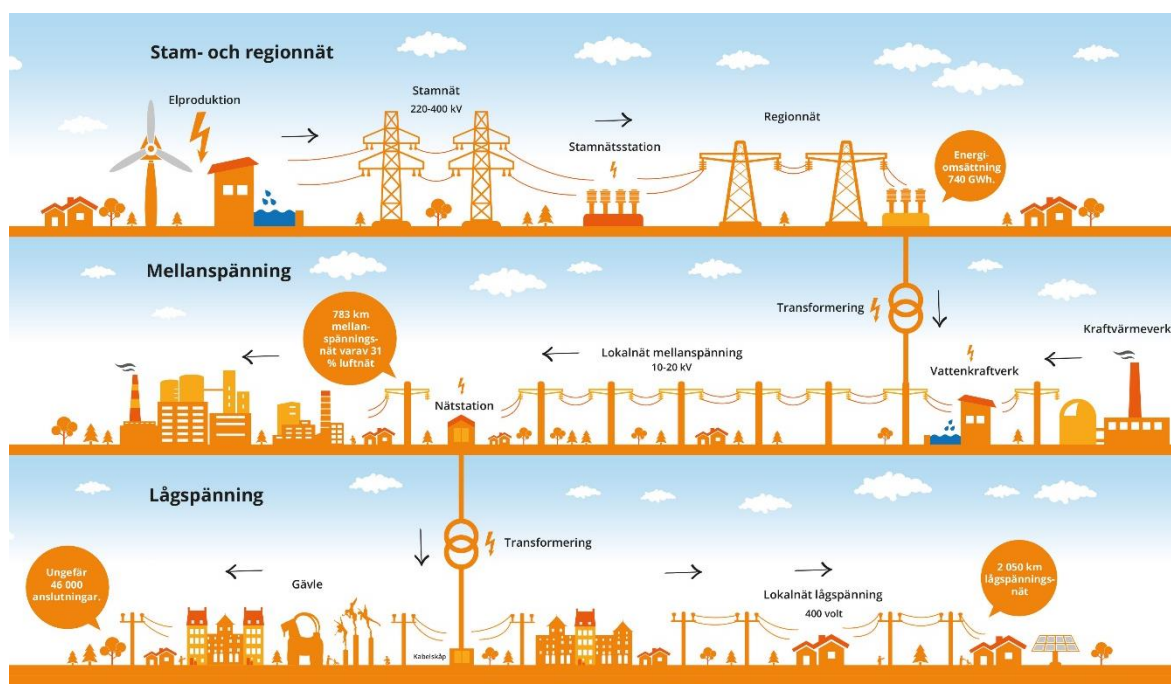 Stam- och regionnät
Elproduktion
Stamnät
220-400 kV
Stamnätsstation
Regionnät
Energi-
omsättning
740 GWh.
Mellanspänning
783 km
mellan-
spännings-
nät varav 31
% luftnät
Nätstation
Lokalnät mellanspänning
10-20 kV
Transformering
Vattenkraftverk
Kraftvärmeverk
Lågspänning
Ungefär
46 000
anslutningar.
Gävle
Kabelskåp
Transformering
Lokalnät lågspänning
400 volt
2 050 km
lågspännings-
nät